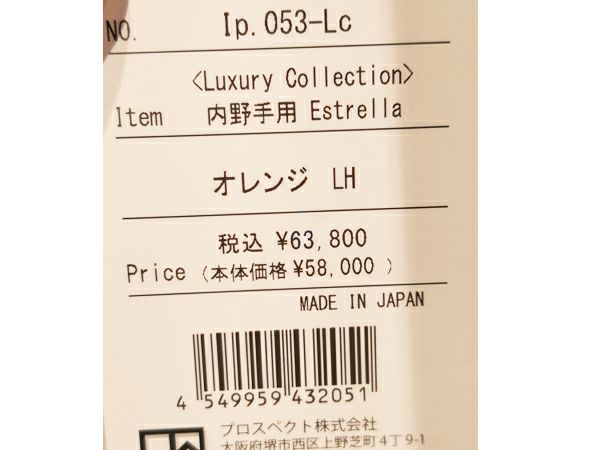 NO. Ip.053-Lc
<Luxury Collection>
Item 内野手用 Estrella
オレンジ LH
税込 ¥63,800
Price (本体価格 ¥58,000 )
MADE IN JAPAN
4 549959 432051
プロスペクト株式会社
大阪府堺市西区上野芝町4丁9-1